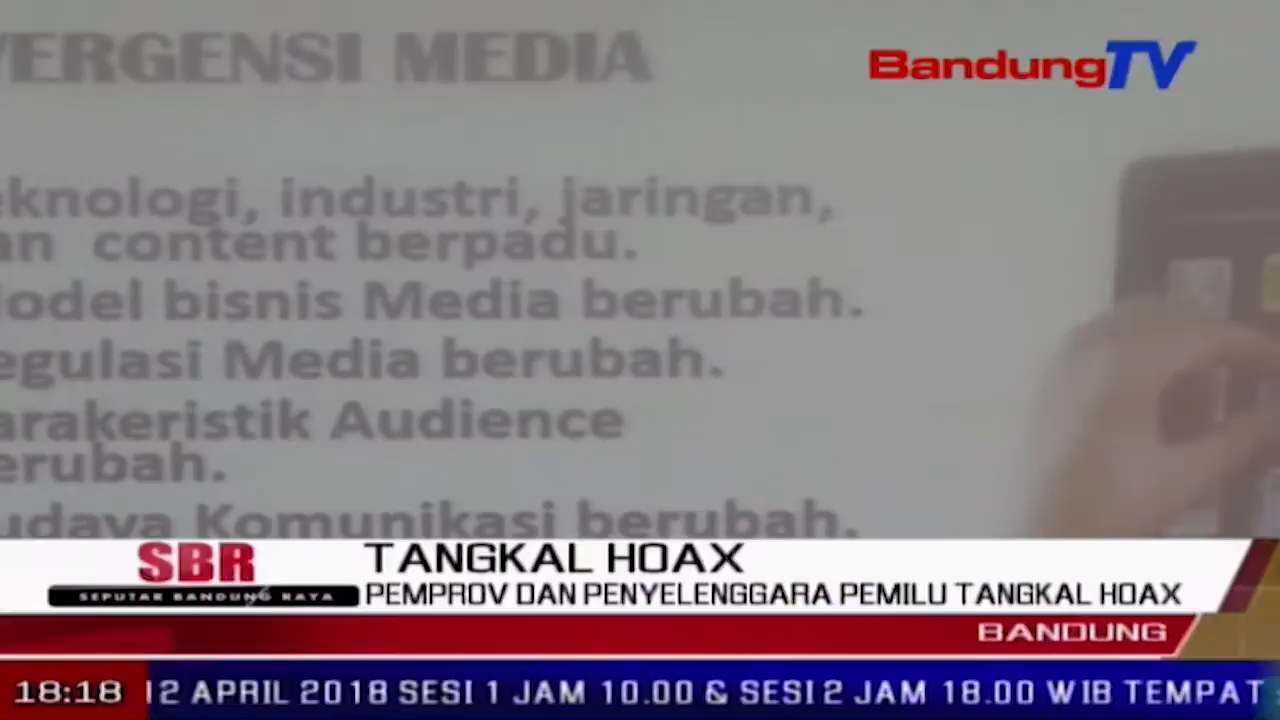 VERGENSI MEDIA
BandungTV
eknologi, industri, jaringan,
an content berpadu.
odel bisnis Media berubah.
egulasi Media berubah.
arakeristik Audience
erubah.
udaya Komunikasi berubah.
SBR
SEPUTAR BANDUNG RAYA
TANGKAL HOAX
PEMPROV DAN PENYELENGGARA PEMILU TANGKAL HOAX
BANDUNG
18:18
12 APRIL 2018 SESI 1 JAM 10.00 & SESI 2 JAM 18.00 WIB TEMPAT